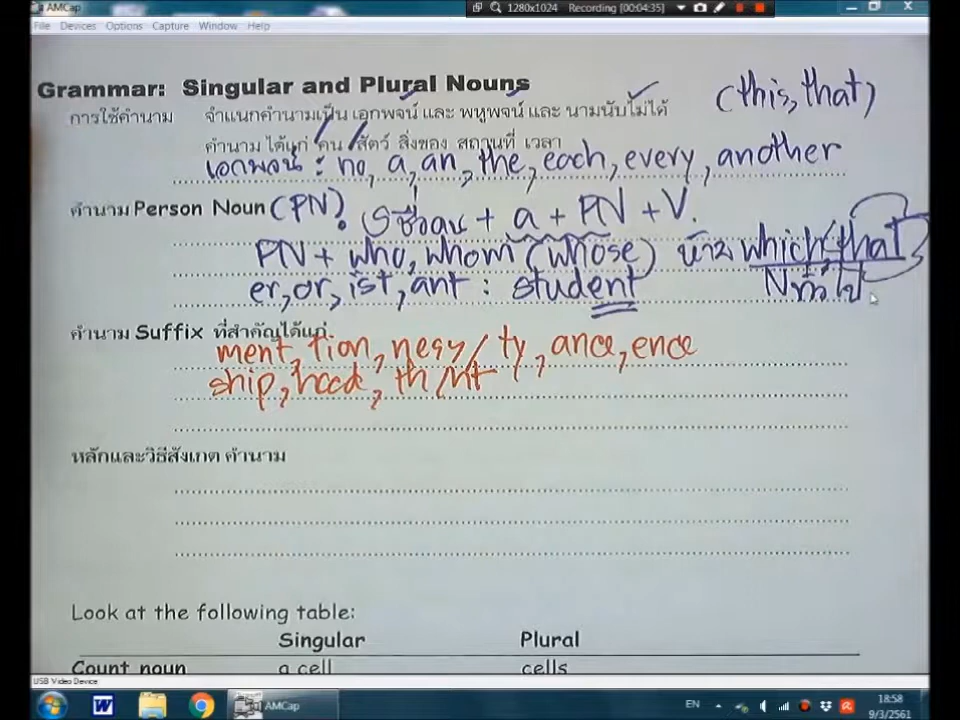 AMCap
1280x1024 Recording [00:04:35]
File Devices Options Capture Window Help
Grammar: Singular and Plural Nouns
(this, that)
การใช้คำนาม จำแนกคำนามเป็น เอกพจน์ และ พหูพจน์ และ นามนับไม่ได้
คำนาม ได้แก่ คน สัตว์ สิ่งของ สถานที่ เวลา
เอกพจน์ : no, a, an, the, each, every, another
คำนาม Person Noun (PN) : + a + PN + V.
PN + who, whom (whose) ห้าม which/that
er, or, ist, ant : student Nทั่วไป
คำนาม Suffix ที่สำคัญได้แก่
ment, tion, ness/ty, ance, ence
ship, hood, th/nt
หลักและวิธีสังเกต คำนาม
Look at the following table:
Singular Plural
Count noun a cell cells
USB Video Device
AMCap EN 18:58
9/3/2561